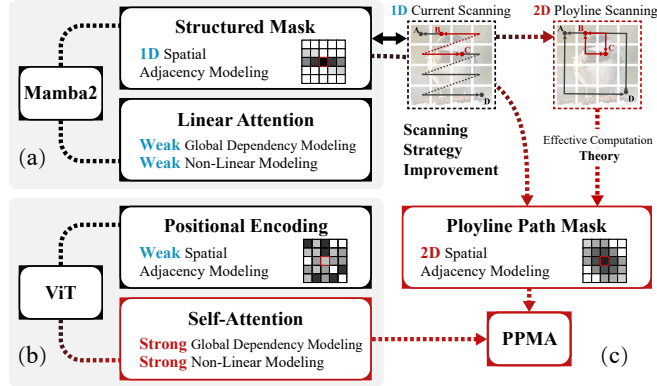 Mamba2
(a)
Structured Mask
1D Spatial
Adjacency Modeling
Linear Attention
Weak Global Dependency Modeling
Weak Non-Linear Modeling
1D Current Scanning
A
B
C
D
2D Ployline Scanning
A
B
C
D
Scanning
Strategy
Improvement
Effective Computation
Theory
ViT
(b)
Positional Encoding
Weak Spatial
Adjacency Modeling
Self-Attention
Strong Global Dependency Modeling
Strong Non-Linear Modeling
Ployline Path Mask
2D Spatial
Adjacency Modeling
PPMA
(c)